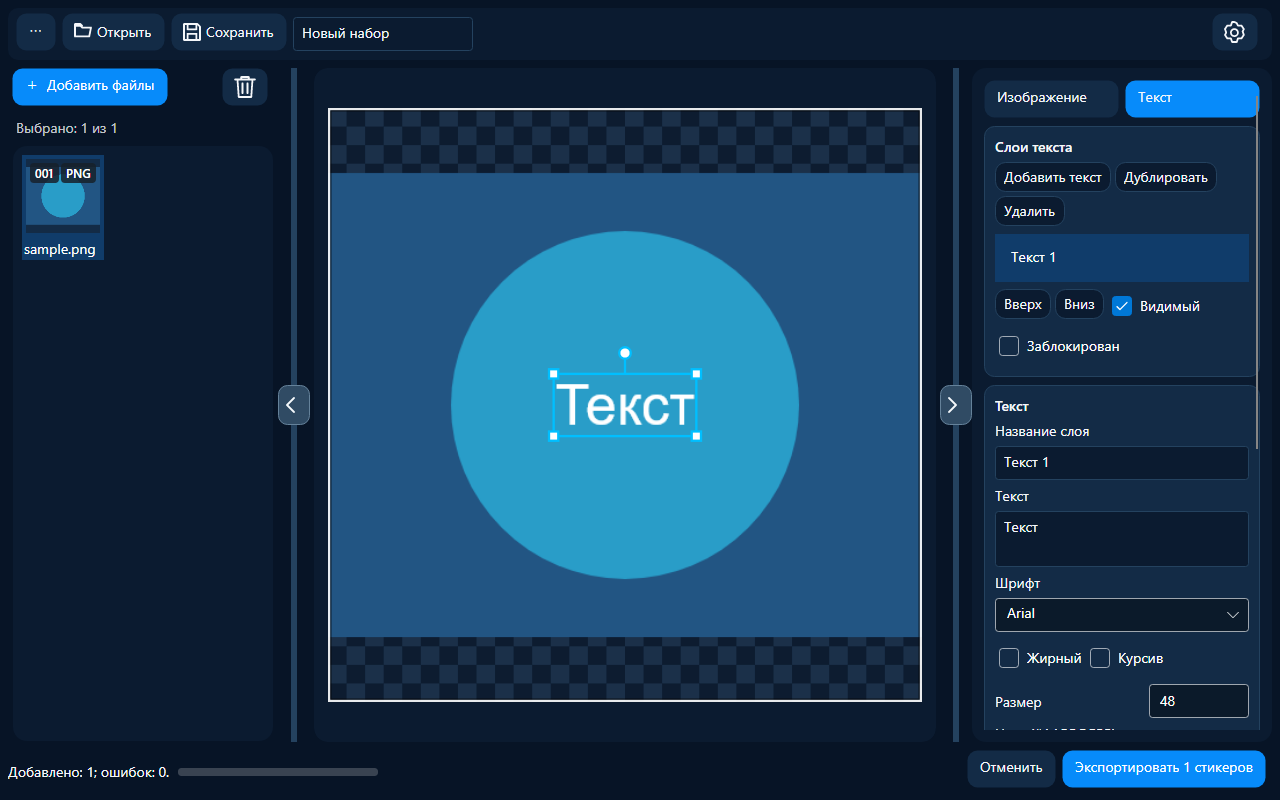 ...
Открыть
Сохранить
Новый набор
+ Добавить файлы
Выбрано: 1 из 1
001 PNG
sample.png
Текст
Изображение
Текст
Слои текста
Добавить текст
Дублировать
Удалить
Текст 1
Вверх
Вниз
Видимый
Заблокирован
Текст
Название слоя
Текст 1
Текст
Текст
Шрифт
Arial
Жирный
Курсив
Размер
48
Добавлено: 1; ошибок: 0.
Отменить
Экспортировать 1 стикеров